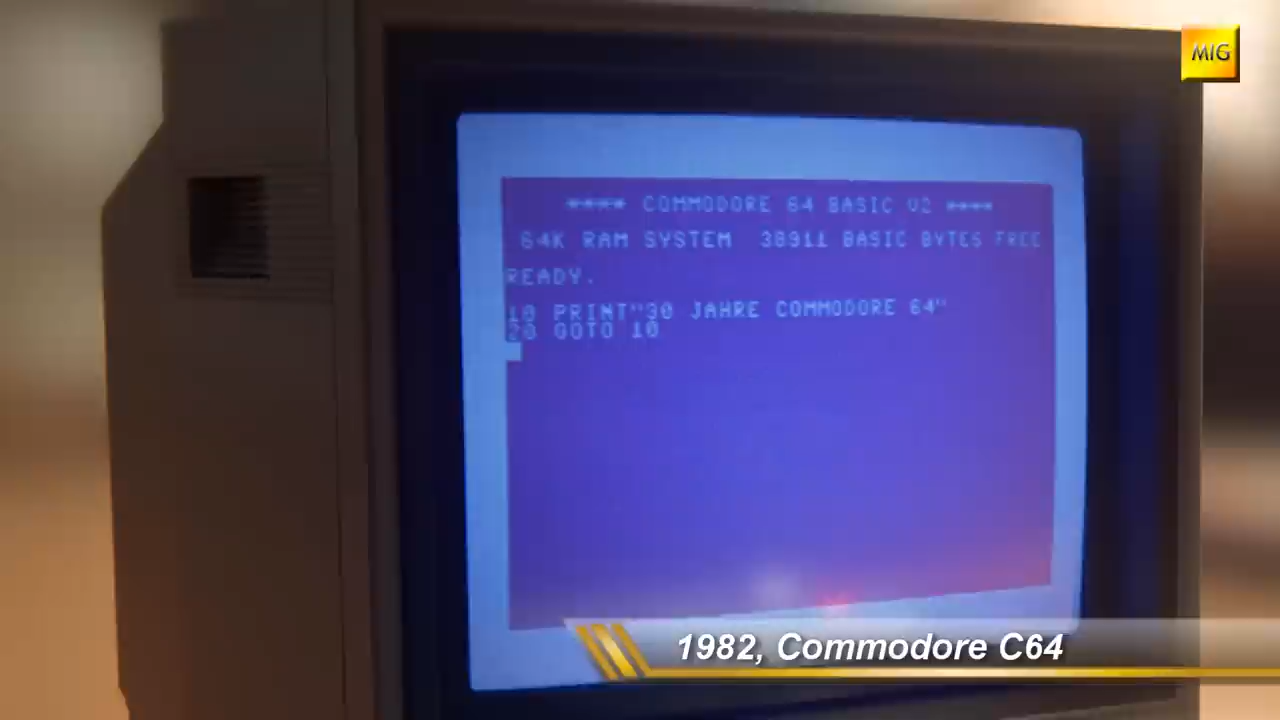 MIG
**** COMMODORE 64 BASIC V2 ****
64K RAM SYSTEM 38911 BASIC BYTES FREE
READY.
10 PRINT"30 JAHRE COMMODORE 64"
20 GOTO 10
1982, Commodore C64